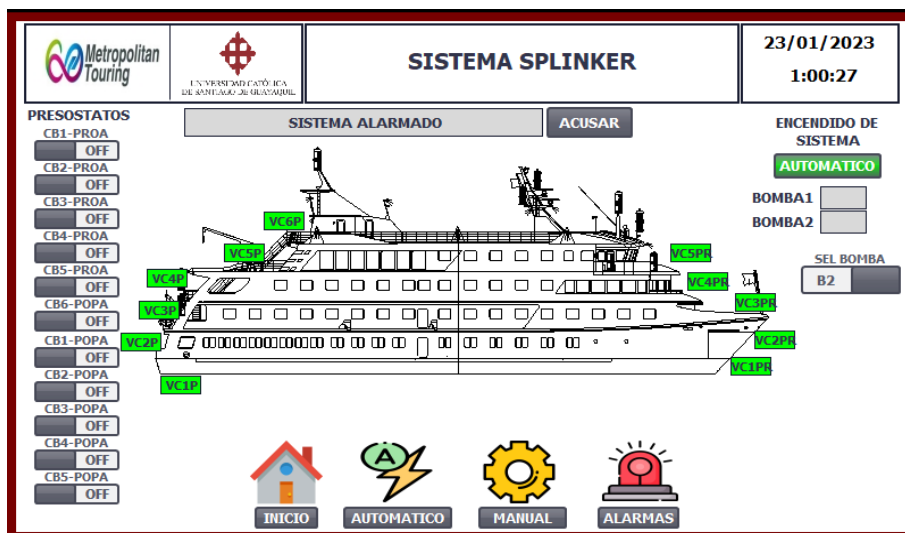 Metropolitan
Touring
UNIVERSIDAD CATÓLICA
DE SANTIAGO DE GUAYAQUIL
SISTEMA SPLINKER
23/01/2023
1:00:27
PRESOSTATOS
CB1-PROA
OFF
CB2-PROA
OFF
CB3-PROA
OFF
CB4-PROA
OFF
CB5-PROA
OFF
CB6-POPA
OFF
CB1-POPA
OFF
CB2-POPA
OFF
CB3-POPA
OFF
CB4-POPA
OFF
CB5-POPA
OFF
SISTEMA ALARMADO
ACUSAR
VC6P
VC5P
VC4P
VC3P
VC2P
VC1P
VC5PR
VC4PR
VC3PR
VC2PR
VC1PR
ENCENDIDO DE
SISTEMA
AUTOMATICO
BOMBA1
BOMBA2
SEL BOMBA
B2
A
INICIO
AUTOMATICO
MANUAL
ALARMAS